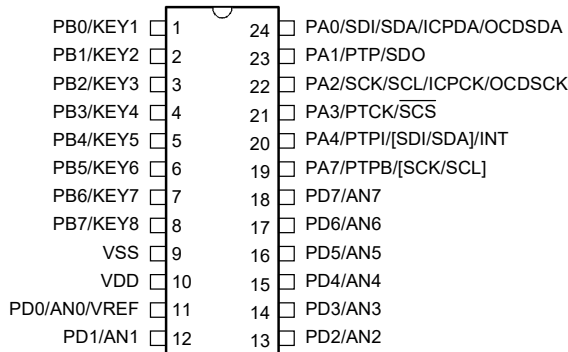 PB0/KEY1 1 24 PA0/SDI/SDA/ICPDA/OCDSDA
PB1/KEY2 2 23 PA1/PTP/SDO
PB2/KEY3 3 22 PA2/SCK/SCL/ICPCK/OCDSCK
PB3/KEY4 4 21 PA3/PTCK/S̅C̅S̅
PB4/KEY5 5 20 PA4/PTPI/[SDI/SDA]/INT
PB5/KEY6 6 19 PA7/PTPB/[SCK/SCL]
PB6/KEY7 7 18 PD7/AN7
PB7/KEY8 8 17 PD6/AN6
VSS 9 16 PD5/AN5
VDD 10 15 PD4/AN4
PD0/AN0/VREF 11 14 PD3/AN3
PD1/AN1 12 13 PD2/AN2